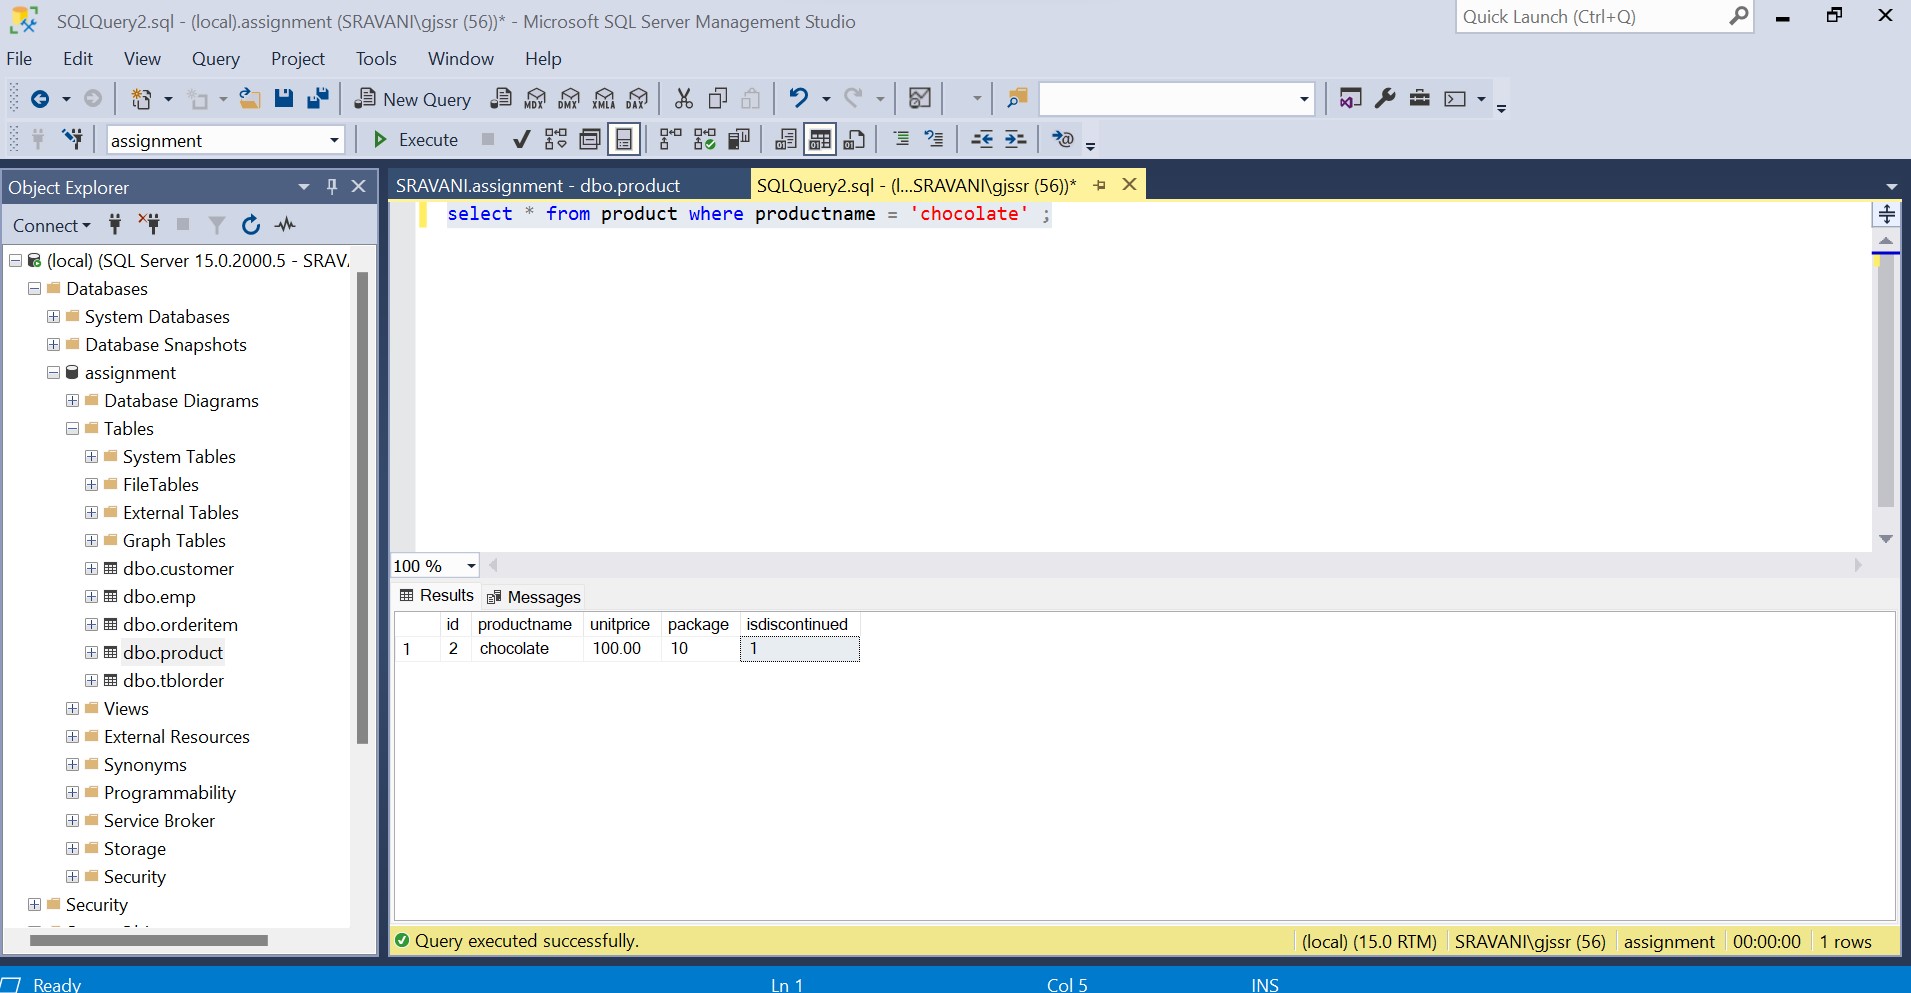 SQLQuery2.sql - (local).assignment (SRAVANI\gjssr (56))* - Microsoft SQL Server Management Studio
Quick Launch (Ctrl+Q)
File Edit View Query Project Tools Window Help
New Query MDX DMX XMLA DAX
assignment Execute
Object Explorer
Connect
(local) (SQL Server 15.0.2000.5 - SRAV
Databases
System Databases
Database Snapshots
assignment
Database Diagrams
Tables
System Tables
FileTables
External Tables
Graph Tables
dbo.customer
dbo.emp
dbo.orderitem
dbo.product
dbo.tblorder
Views
External Resources
Synonyms
Programmability
Service Broker
Storage
Security
Security
SRAVANI.assignment - dbo.product
SQLQuery2.sql - (l...SRAVANI\gjssr (56))*
select * from product where productname = 'chocolate' ;
100 %
Results Messages
id productname unitprice package isdiscontinued
1 2 chocolate 100.00 10 1
Query executed successfully.
(local) (15.0 RTM) SRAVANI\gjssr (56) assignment 00:00:00 1 rows
Ready Ln 1 Col 5 INS